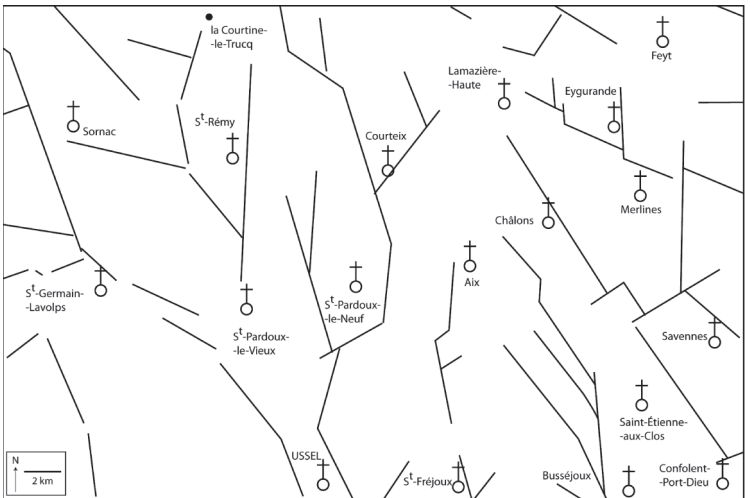 la Courtine-
-le-Trucq
Feyt
Lamazière-
-Haute
Eygurande
Sornac
St-Rémy
Courteix
Merlines
Châlons
Aix
St-Germain-
-Lavolps
St-Pardoux-
-le-Neuf
St-Pardoux-
-le-Vieux
Savennes
Saint-Étienne-
-aux-Clos
USSEL
St-Fréjoux
Busséjoux
Confolent-
-Port-Dieu
N
2 km